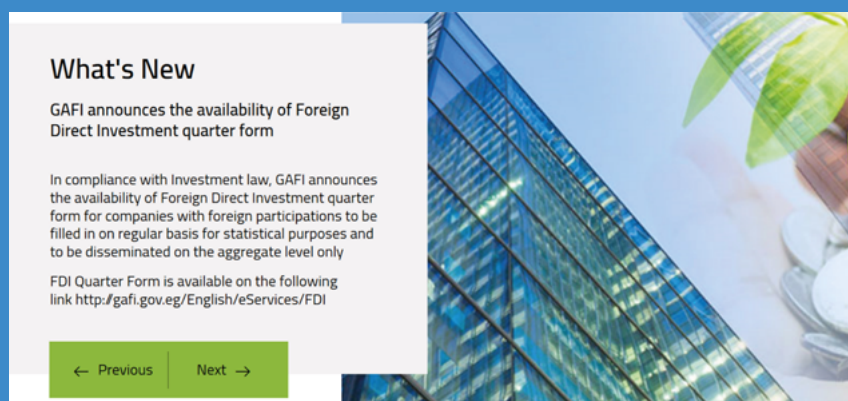 What's New
GAFI announces the availability of Foreign
Direct Investment quarter form
In compliance with Investment law, GAFI announces
the availability of Foreign Direct Investment quarter
form for companies with foreign participations to be
filled in on regular basis for statistical purposes and
to be disseminated on the aggregate level only
FDI Quarter Form is available on the following
link http://gafi.gov.eg/English/eServices/FDI
← Previous Next →